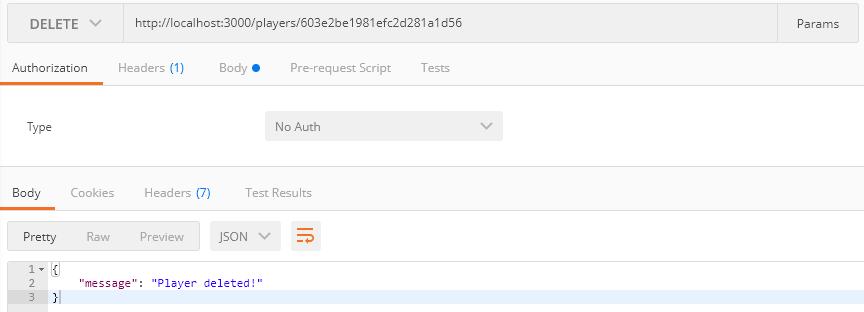 DELETE http://localhost:3000/players/603e2be1981efc2d281a1d56 Params
Authorization Headers (1) Body Pre-request Script Tests
Type No Auth
Body Cookies Headers (7) Test Results
Pretty Raw Preview JSON
1 {
2 "message": "Player deleted!"
3 }